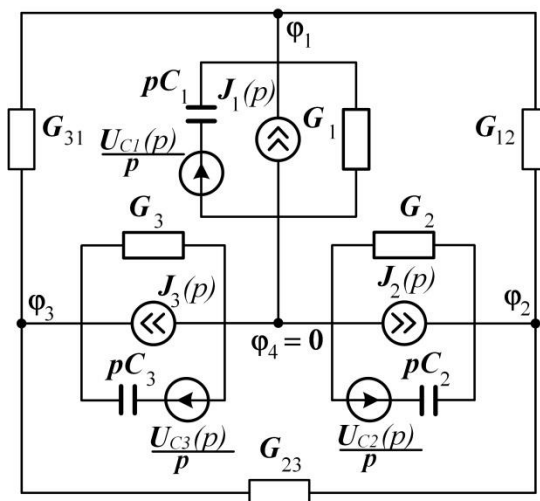 φ1
pC1
J1(p)
G31
G1
G12
UC1(p)
p
G3
G2
J3(p)
J2(p)
φ3
φ2
φ4 = 0
pC3
pC2
UC3(p)
p
G23
UC2(p)
p